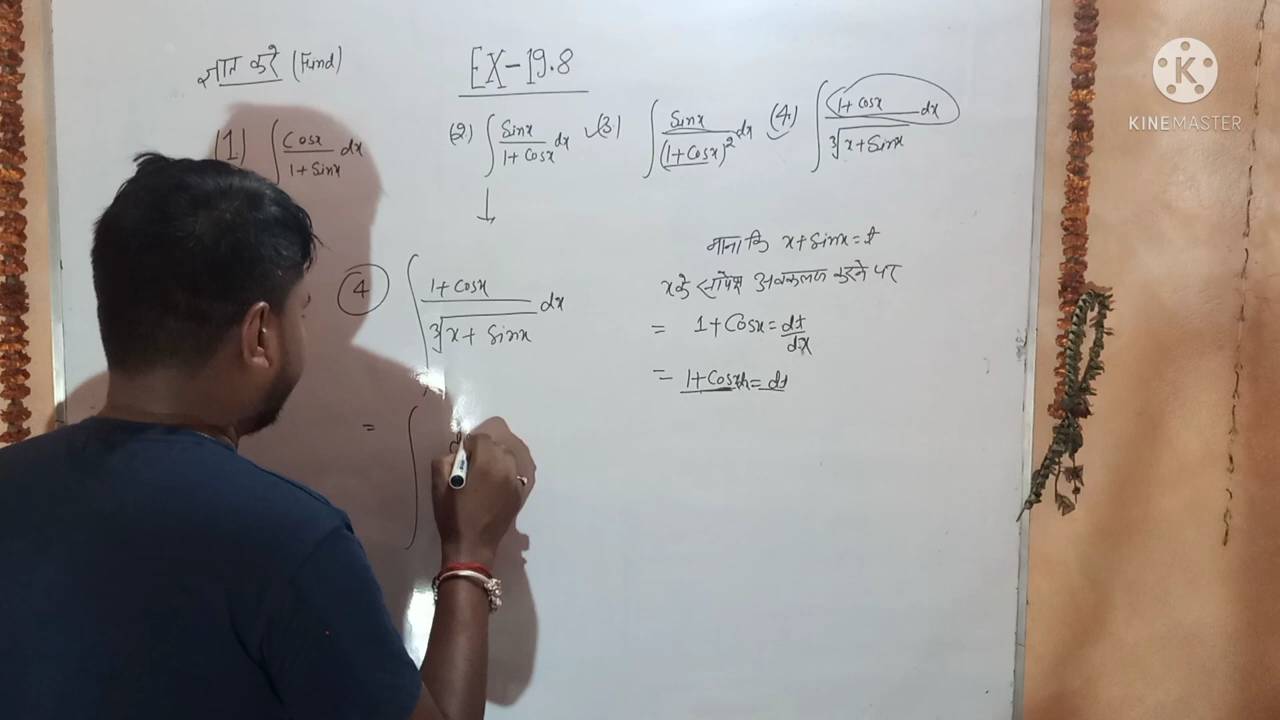 ज्ञात करे (Find)
EX-19.8
(1) ∫ Cosx / 1+Sinx dx
(2) ∫ Sinx / 1+Cosx dx
(3) ∫ Sinx / (1+Cosx)² dx
(4) ∫ 1+Cosx / ∛x+Sinx dx
K
KINEMASTER
↓
(4) ∫ 1+Cosx / ∛x+Sinx dx
= ∫ d
माना कि x+Sinx=t
x के सापेक्ष अवकलन करने पर
= 1+Cosx = dt/dx
= 1+Cosx = dt